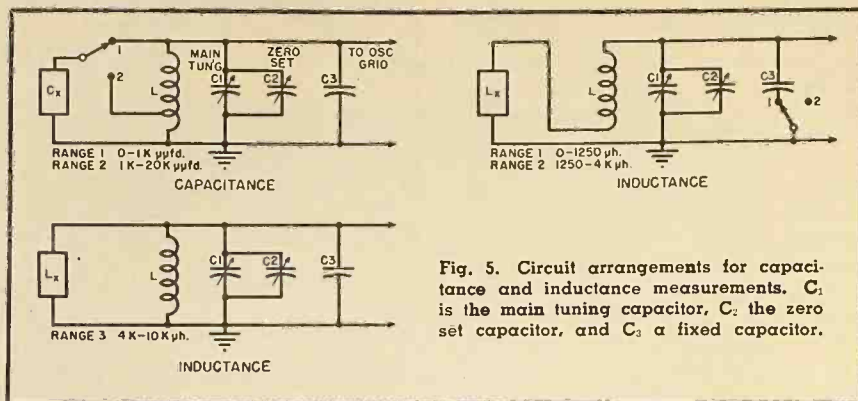 1
2
Cx
L
MAIN
TUN'G
C1
ZERO
SET
C2
TO OSC
GRID
C3
RANGE 1 0-1K µµfd.
RANGE 2 1K-20K µµfd.
CAPACITANCE
Lx
L
C1
C2
C3
1
2
RANGE 1 0-1250 µh.
RANGE 2 1250-4K µh.
INDUCTANCE
Lx
L
C1
C2
C3
RANGE 3 4K-10K µh.
INDUCTANCE
Fig. 5. Circuit arrangements for capaci-
tance and inductance measurements. C₁
is the main tuning capacitor, C₂ the zero
set capacitor, and C₃ a fixed capacitor.